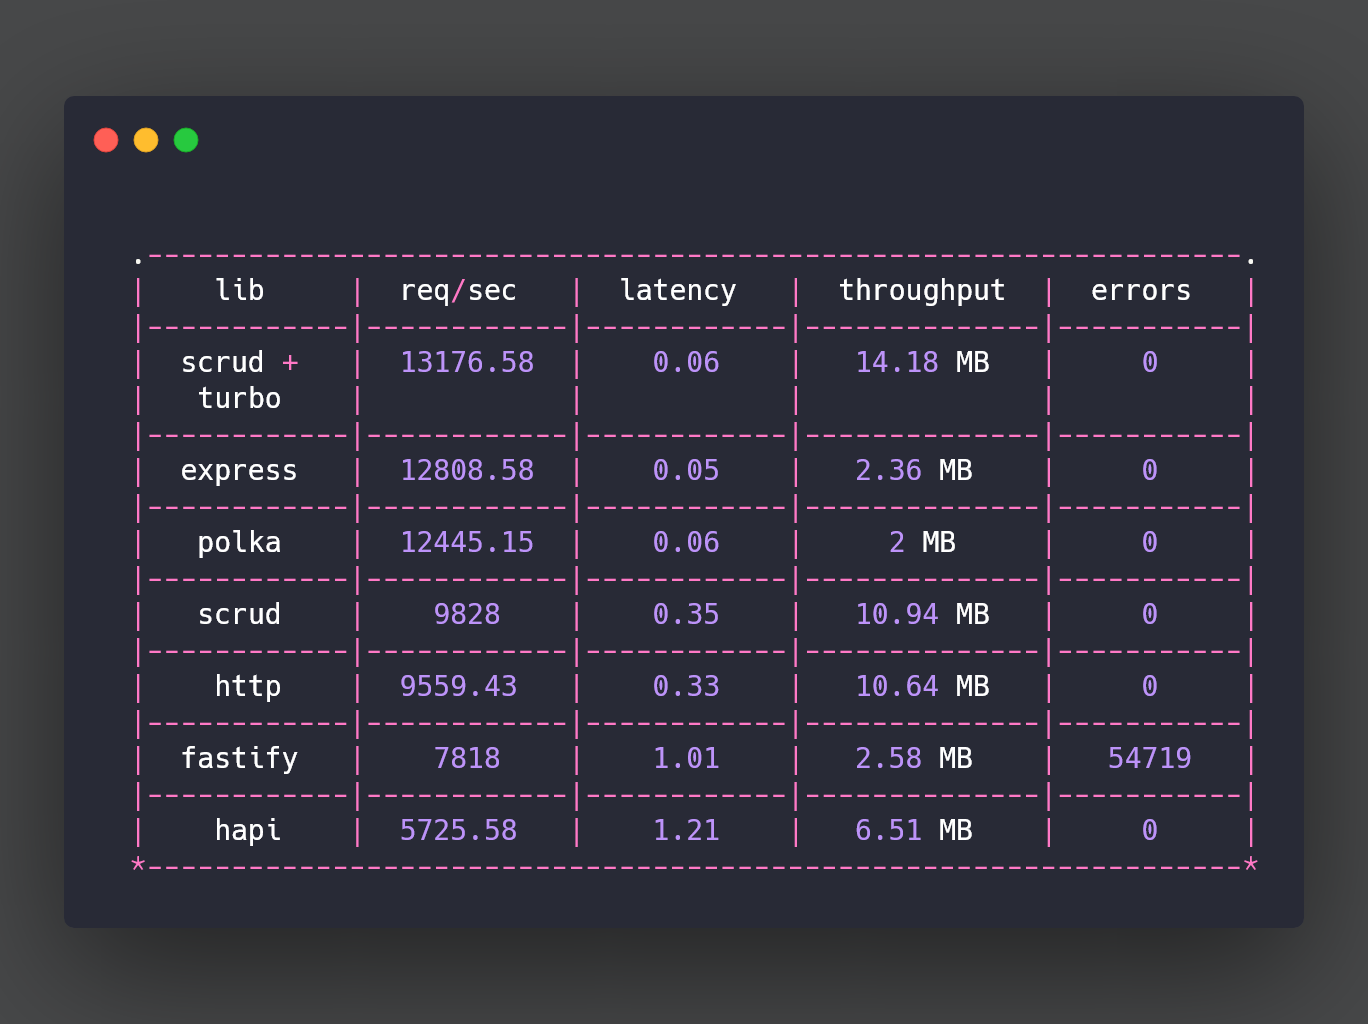 .-----------------------------------------------------------------.
|    lib     |  req/sec   |  latency   |  throughput  |  errors   |
|------------|------------|------------|--------------|-----------|
|  scrud +   |  13176.58  |    0.06    |   14.18 MB   |     0     |
|   turbo    |            |            |              |           |
|------------|------------|------------|--------------|-----------|
|  express   |  12808.58  |    0.05    |   2.36 MB    |     0     |
|------------|------------|------------|--------------|-----------|
|   polka    |  12445.15  |    0.06    |     2 MB     |     0     |
|------------|------------|------------|--------------|-----------|
|   scrud    |    9828    |    0.35    |   10.94 MB   |     0     |
|------------|------------|------------|--------------|-----------|
|    http    |  9559.43   |    0.33    |   10.64 MB   |     0     |
|------------|------------|------------|--------------|-----------|
|  fastify   |    7818    |    1.01    |   2.58 MB    |   54719   |
|------------|------------|------------|--------------|-----------|
|    hapi    |  5725.58   |    1.21    |   6.51 MB    |     0     |
*-----------------------------------------------------------------*